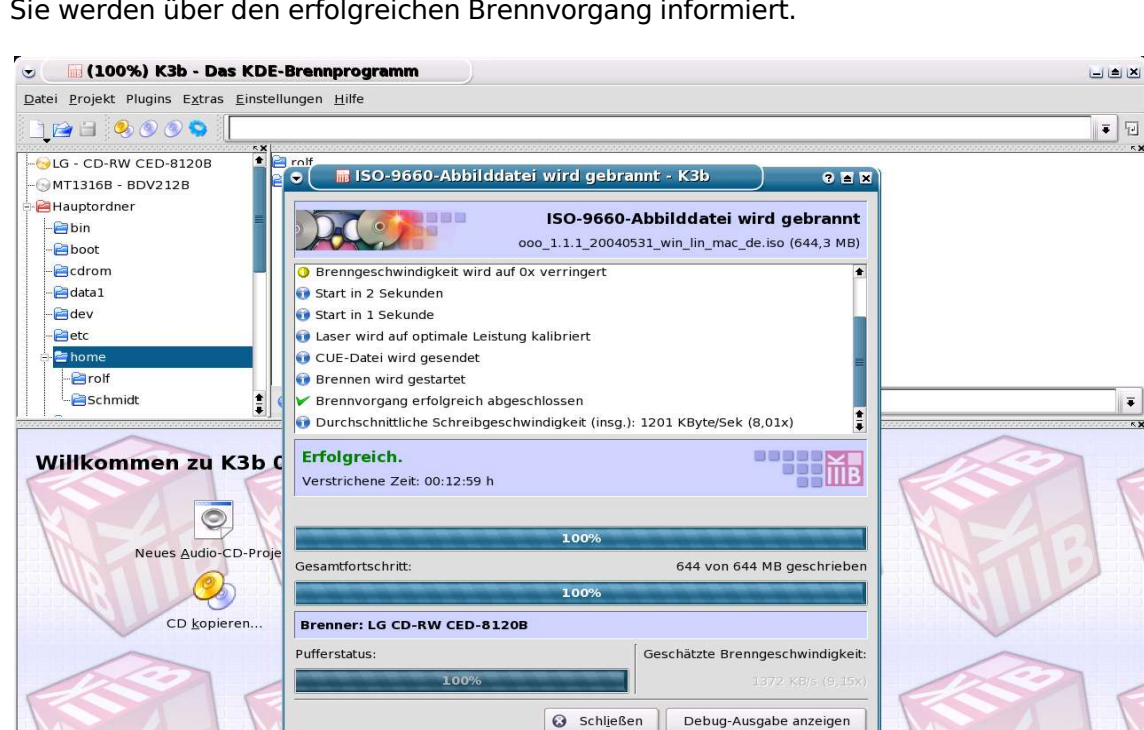 Sie werden über den erfolgreichen Brennvorgang informiert.
(100%) K3b - Das KDE-Brennprogramm
Datei Projekt Plugins Extras Einstellungen Hilfe
LG - CD-RW CED-8120B
MT1316B - BDV212B
Hauptordner
bin
boot
cdrom
data1
dev
etc
home
rolf
Schmidt
rolf
ISO-9660-Abbilddatei wird gebrannt - K3b
ISO-9660-Abbilddatei wird gebrannt
ooo_1.1.1_20040531_win_lin_mac_de.iso (644,3 MB)
Brenngeschwindigkeit wird auf 0x verringert
Start in 2 Sekunden
Start in 1 Sekunde
Laser wird auf optimale Leistung kalibriert
CUE-Datei wird gesendet
Brennen wird gestartet
Brennvorgang erfolgreich abgeschlossen
Durchschnittliche Schreibgeschwindigkeit (insg.): 1201 KByte/Sek (8,01x)
Erfolgreich.
Verstrichene Zeit: 00:12:59 h
100%
Gesamtfortschritt: 644 von 644 MB geschrieben
100%
Brenner: LG CD-RW CED-8120B
Pufferstatus: Geschätzte Brenngeschwindigkeit:
100% 1372 KB/s (9,15x)
Schließen Debug-Ausgabe anzeigen
Willkommen zu K3b
Neues Audio-CD-Proje
CD kopieren...